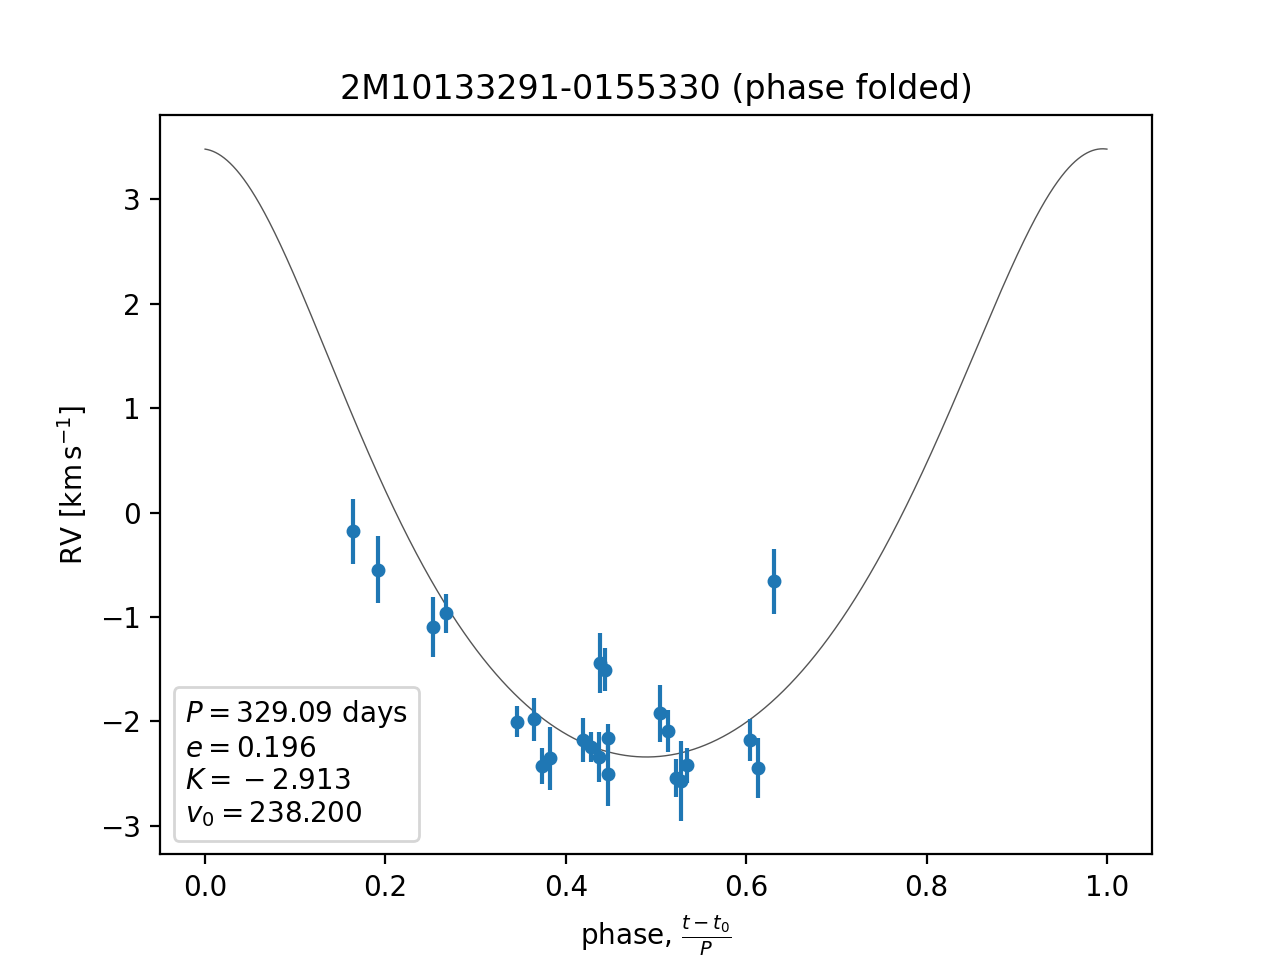 2M10133291-0155330 (phase folded)
3
2
1
0
−1
−2
−3
RV [km s⁻¹]
P = 329.09 days
e = 0.196
K = −2.913
v₀ = 238.200
0.0 0.2 0.4 0.6 0.8 1.0
phase, (t − t₀)/P